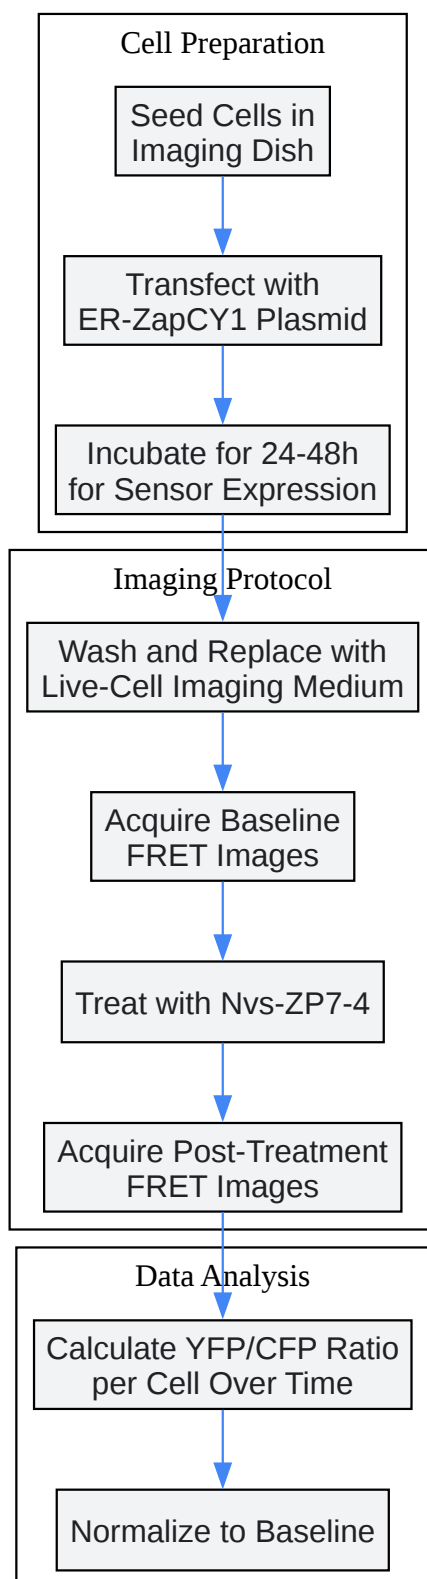 Cell Preparation
Seed Cells in
Imaging Dish
Transfect with
ER-ZapCY1 Plasmid
Incubate for 24-48h
for Sensor Expression
Imaging Protocol
Wash and Replace with
Live-Cell Imaging Medium
Acquire Baseline
FRET Images
Treat with Nvs-ZP7-4
Acquire Post-Treatment
FRET Images
Data Analysis
Calculate YFP/CFP Ratio
per Cell Over Time
Normalize to Baseline